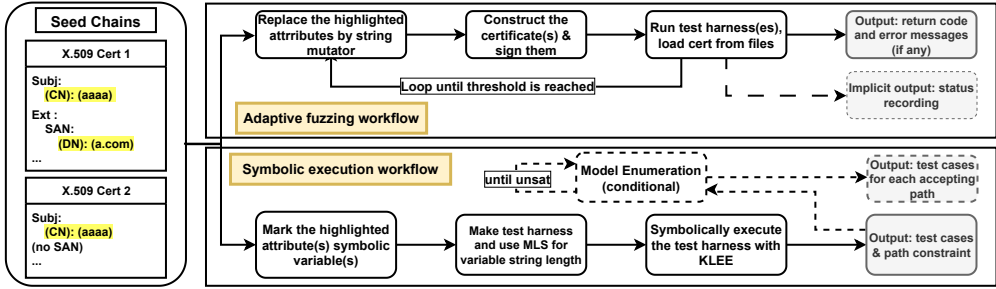 Seed Chains
X.509 Cert 1
Subj:
(CN): (aaaa)
Ext :
SAN:
(DN): (a.com)
...
X.509 Cert 2
Subj:
(CN): (aaaa)
(no SAN)
...
Replace the highlighted
attrributes by string
mutator
Construct the
certificate(s) &
sign them
Run test harness(es),
load cert from files
Output: return code
and error messages
(if any)
Loop until threshold is reached
Implicit output: status
recording
Adaptive fuzzing workflow
Symbolic execution workflow
until unsat
Model Enumeration
(conditional)
Output: test cases
for each accepting
path
Mark the highlighted
attribute(s) symbolic
variable(s)
Make test harness
and use MLS for
variable string length
Symbolically execute
the test harness with
KLEE
Output: test cases
& path constraint